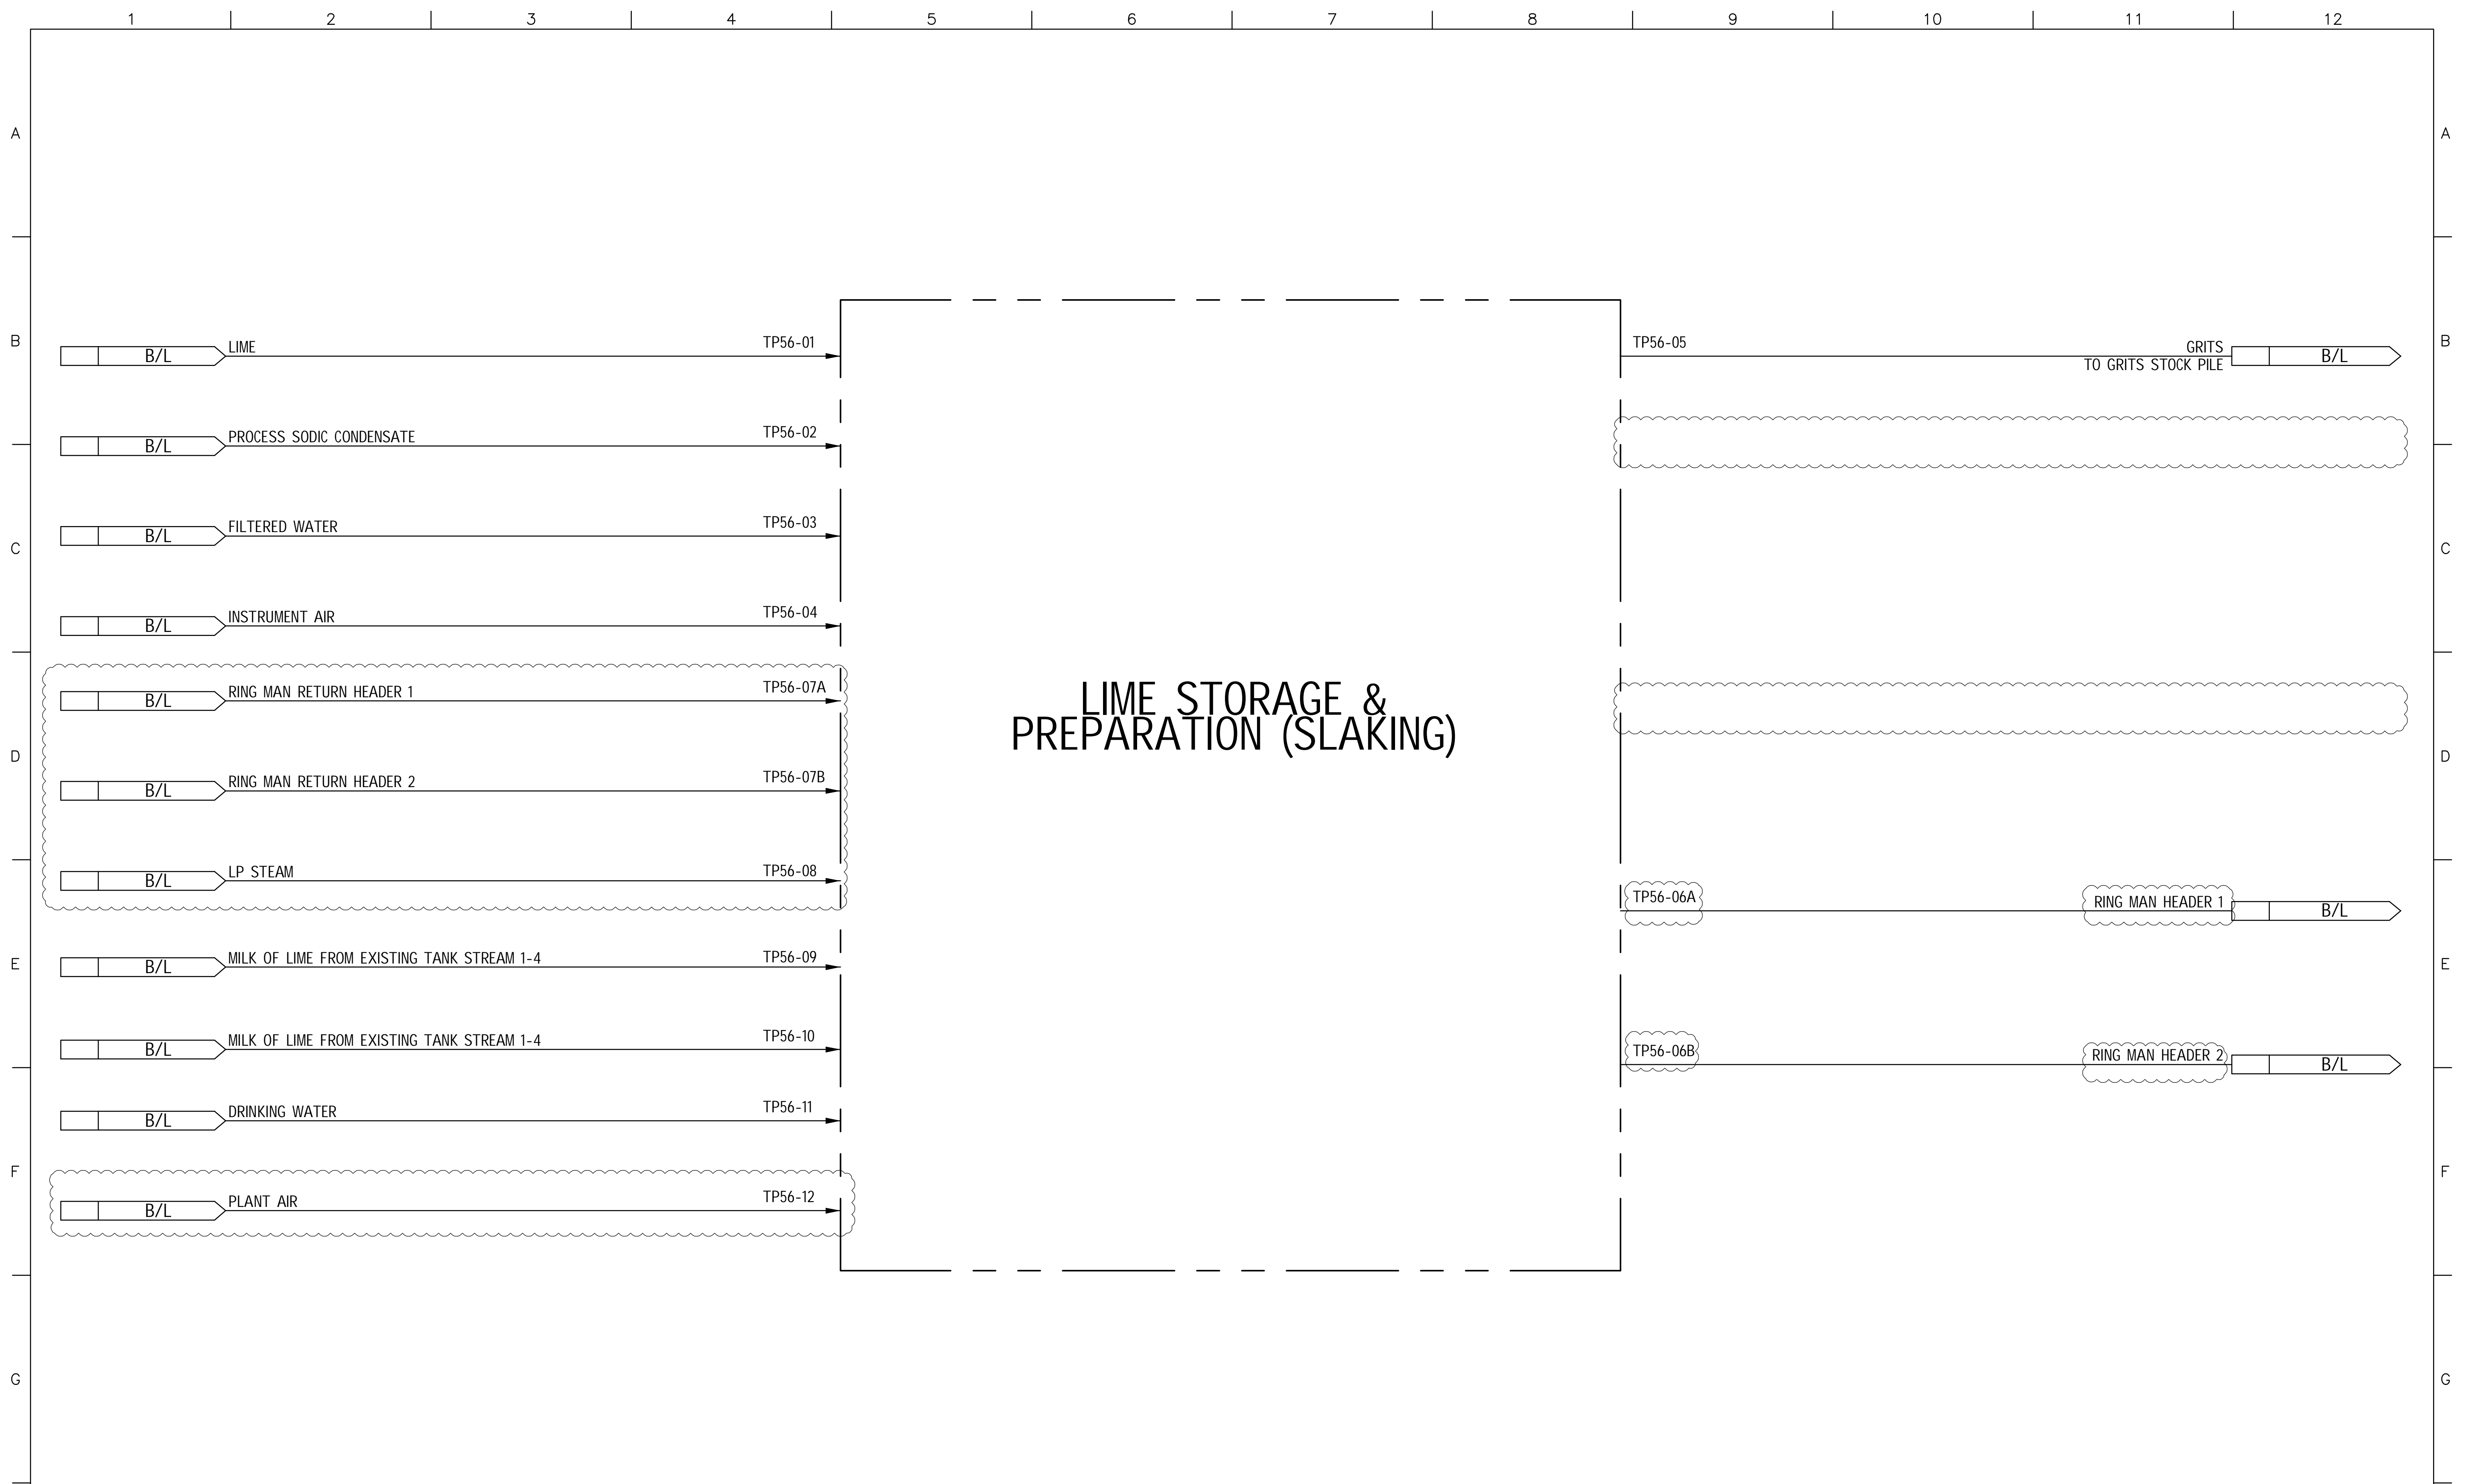 1 2 3 4 5 6 7 8 9 10 11 12
A A
B B
B/L LIME TP56-01
TP56-05 GRITS B/L
TO GRITS STOCK PILE
B/L PROCESS SODIC CONDENSATE TP56-02
B/L FILTERED WATER TP56-03
C C
B/L INSTRUMENT AIR TP56-04
B/L RING MAN RETURN HEADER 1 TP56-07A
LIME STORAGE &
PREPARATION (SLAKING)
D D
B/L RING MAN RETURN HEADER 2 TP56-07B
B/L LP STEAM TP56-08
TP56-06A RING MAN HEADER 1 B/L
E E
B/L MILK OF LIME FROM EXISTING TANK STREAM 1-4 TP56-09
B/L MILK OF LIME FROM EXISTING TANK STREAM 1-4 TP56-10
TP56-06B RING MAN HEADER 2 B/L
B/L DRINKING WATER TP56-11
F F
B/L PLANT AIR TP56-12
G G